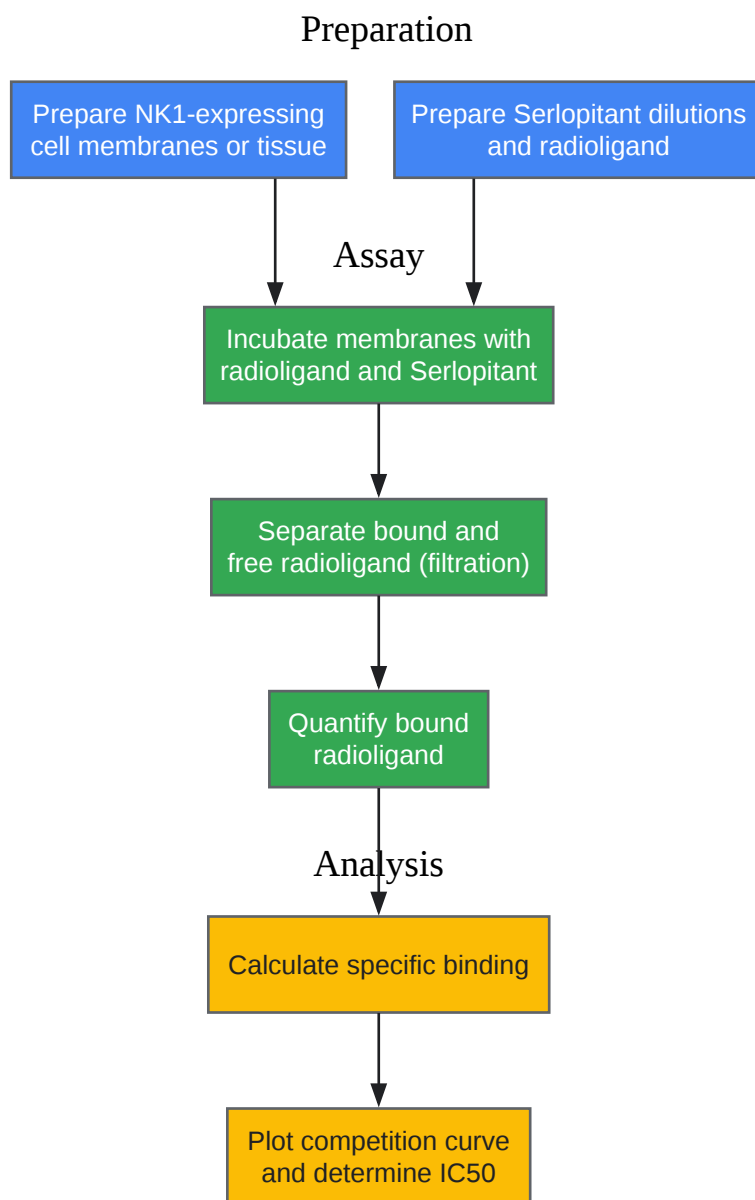 Preparation
Prepare NK1-expressing
cell membranes or tissue
Prepare Serlopitant dilutions
and radioligand
Assay
Incubate membranes with
radioligand and Serlopitant
Separate bound and
free radioligand (filtration)
Quantify bound
radioligand
Analysis
Calculate specific binding
Plot competition curve
and determine IC50